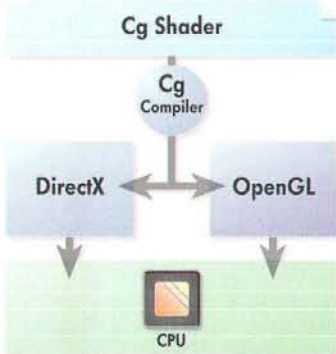 Cg Shader
Cg
Compiler
DirectX
OpenGL
CPU